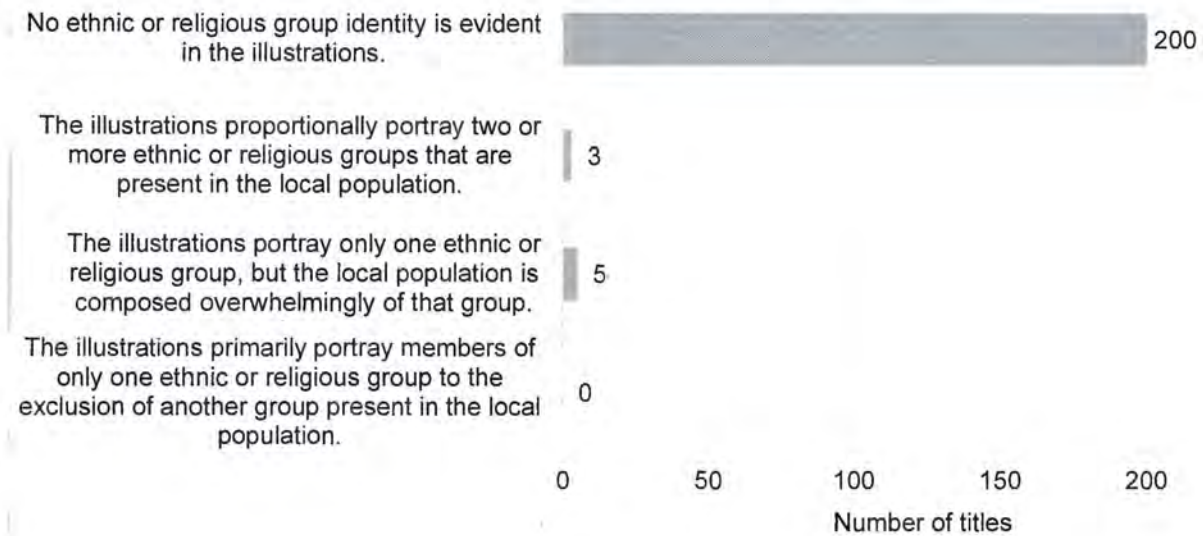 No ethnic or religious group identity is evident
in the illustrations.
200
The illustrations proportionally portray two or
more ethnic or religious groups that are
present in the local population.
3
The illustrations portray only one ethnic or
religious group, but the local population is
composed overwhelmingly of that group.
5
The illustrations primarily portray members of
only one ethnic or religious group to the
exclusion of another group present in the local
population.
0
0 50 100 150 200
Number of titles